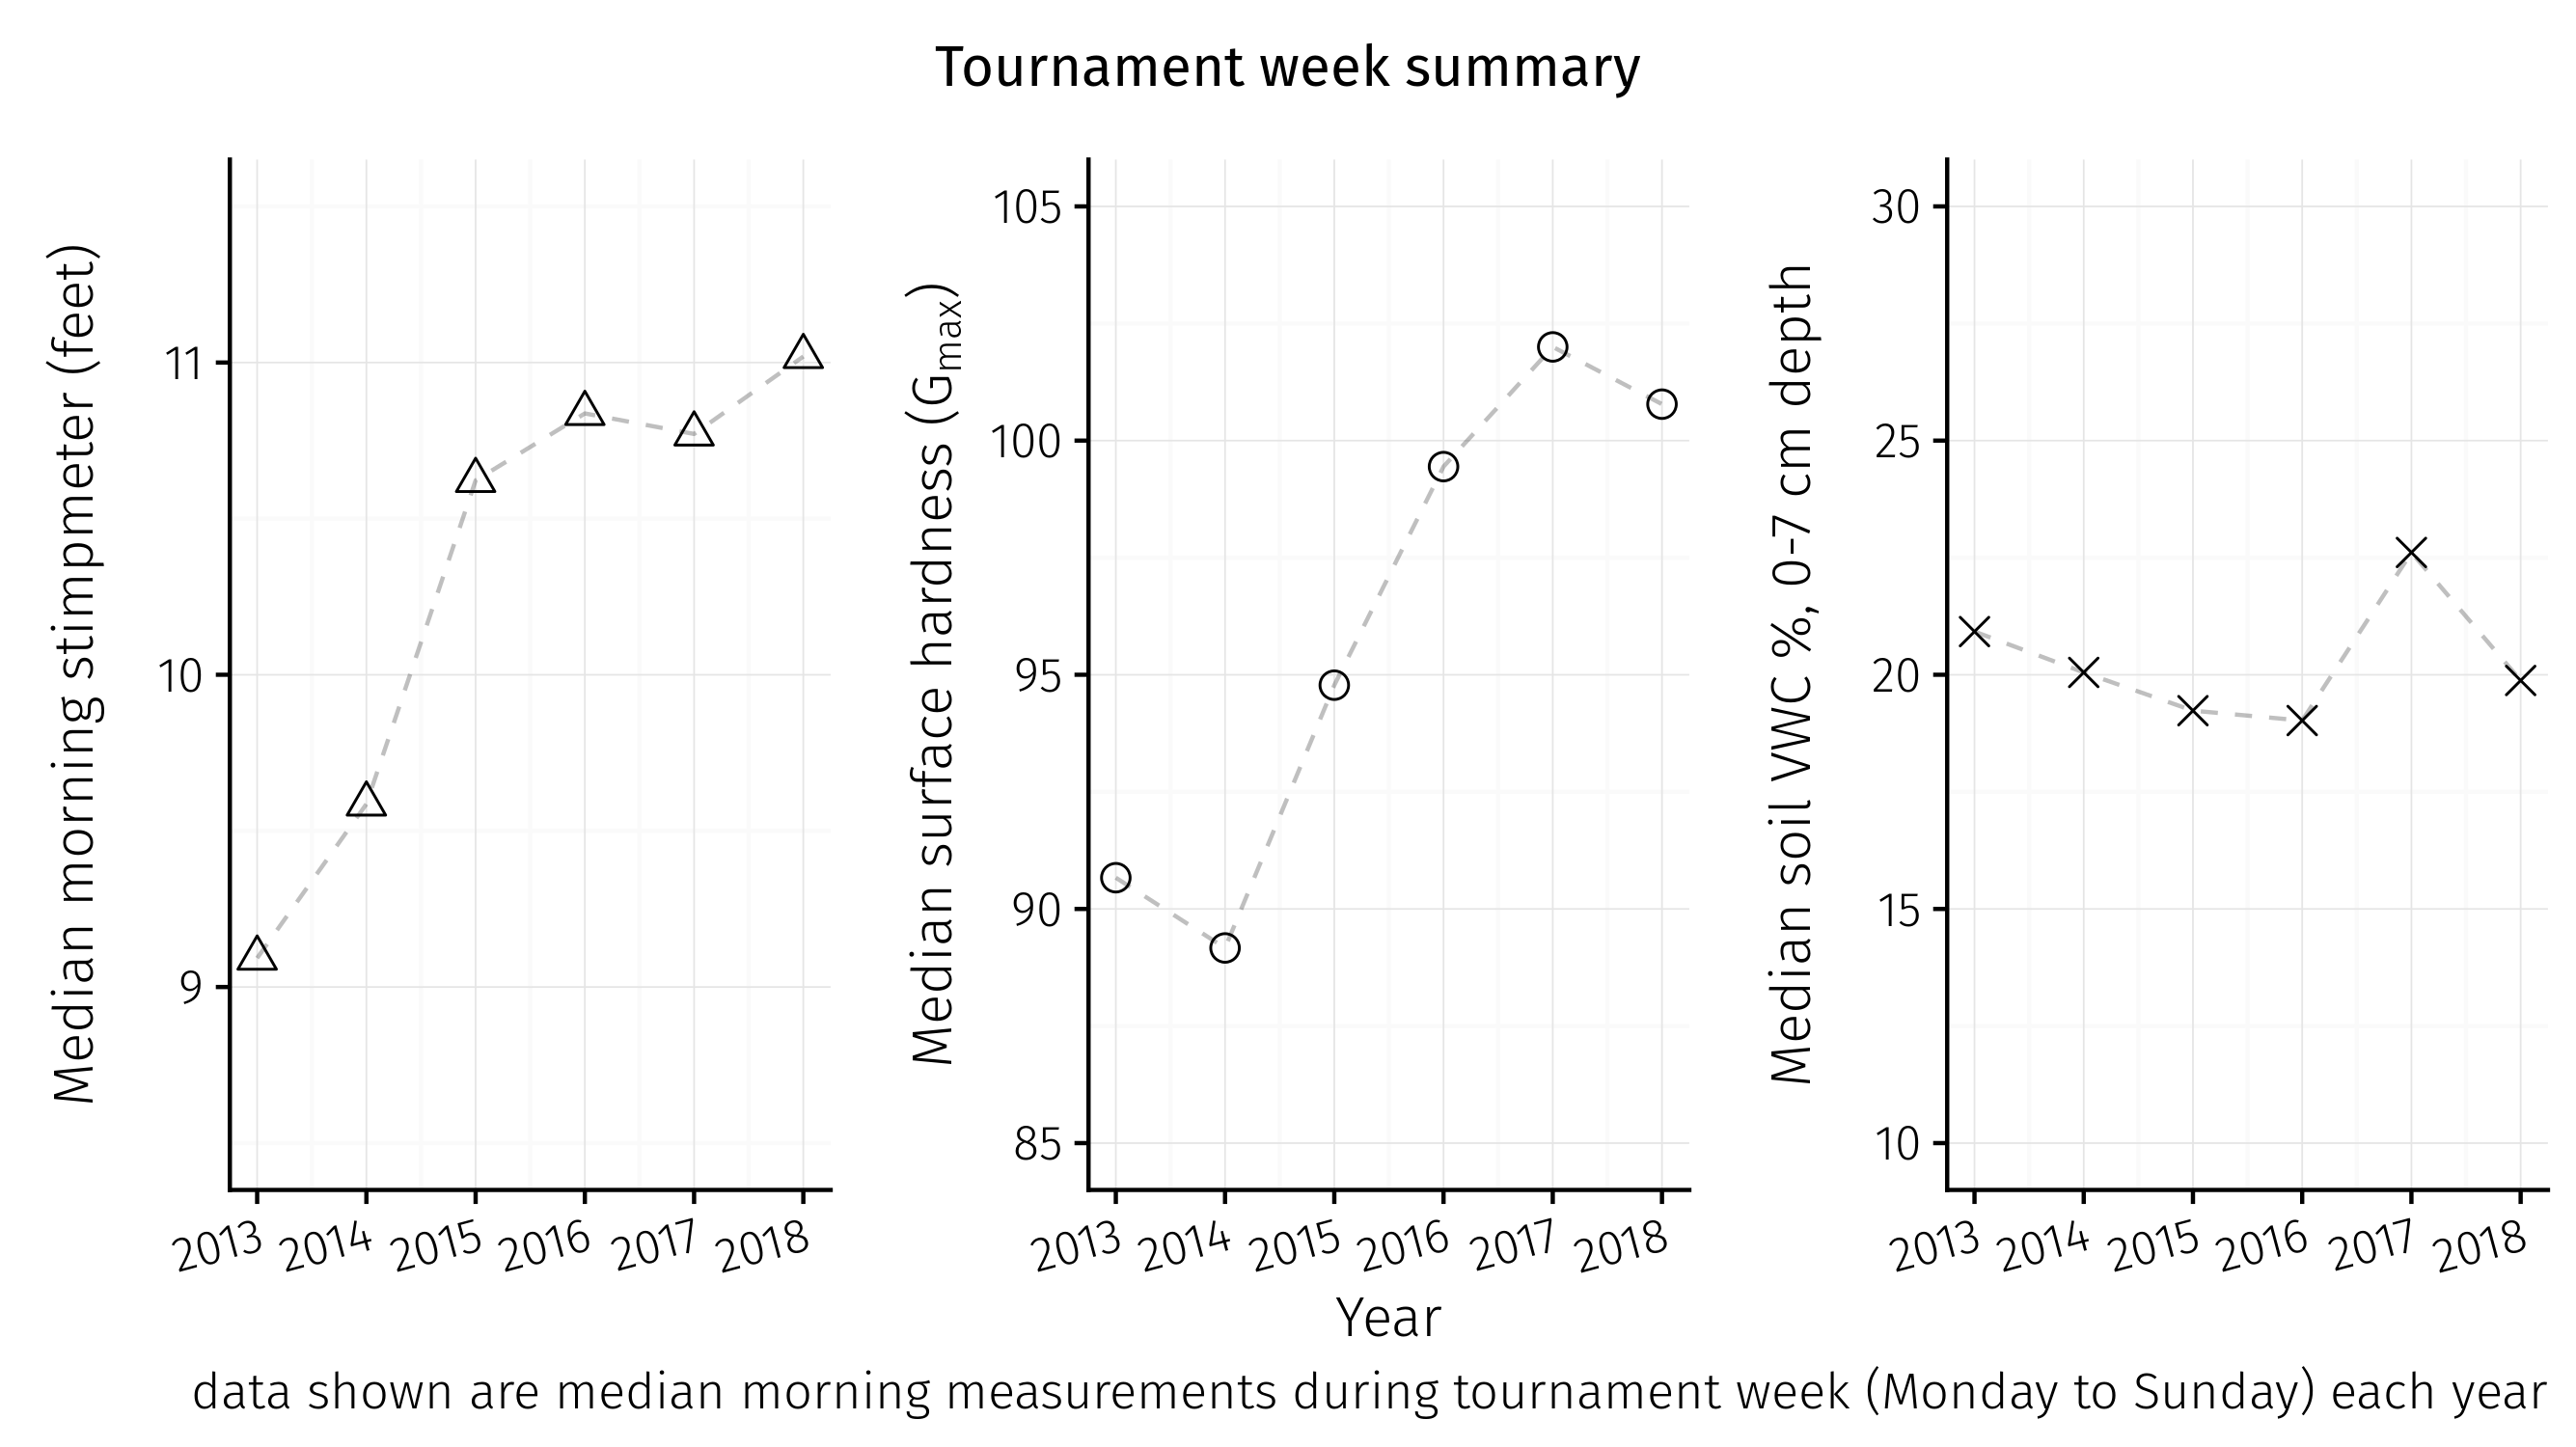 Tournament week summary
Median morning stimpmeter (feet)
11
10
9
2013 2014 2015 2016 2017 2018
Median surface hardness (Gmax)
105
100
95
90
85
2013 2014 2015 2016 2017 2018
Median soil VWC %, 0-7 cm depth
30
25
20
15
10
2013 2014 2015 2016 2017 2018
Year
data shown are median morning measurements during tournament week (Monday to Sunday) each year